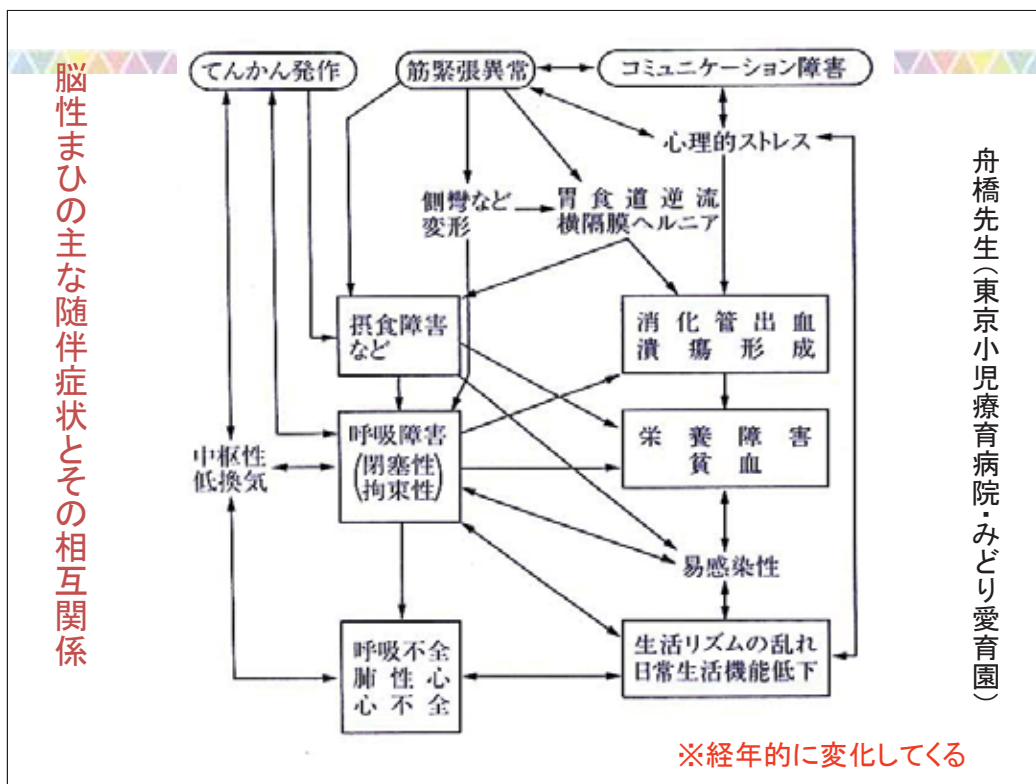 脳性まひの主な随伴症状とその相互関係
てんかん発作
筋緊張異常
コミュニケーション障害
心理的ストレス
側彎など
変形
胃食道逆流
横隔膜ヘルニア
摂食障害
など
消化管出血
潰瘍形成
呼吸障害
(閉塞性)
(拘束性)
栄養障害
貧血
中枢性
低換気
易感染性
呼吸不全
肺性心
心不全
生活リズムの乱れ
日常生活機能低下
舟橋先生(東京小児療育病院・みどり愛育園)
※経年的に変化してくる